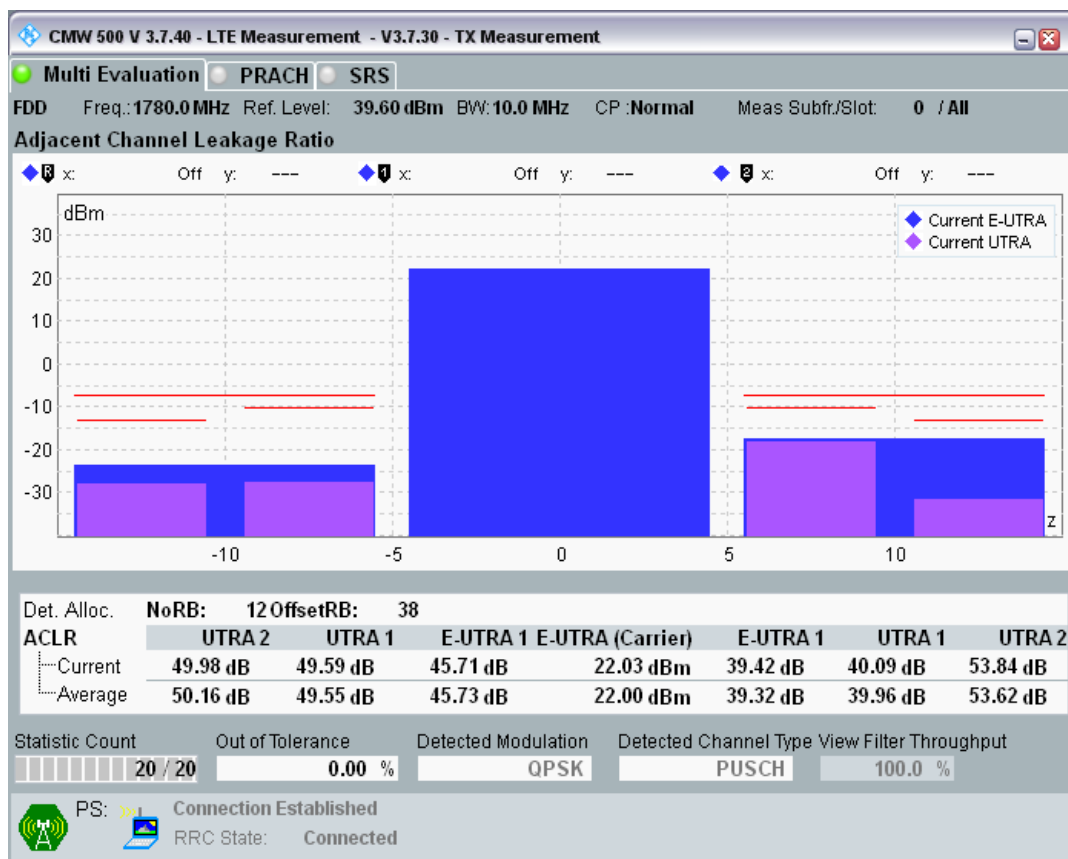 CMW 500 V 3.7.40 - LTE Measurement - V3.7.30 - TX Measurement
Multi Evaluation PRACH SRS
FDD Freq.: 1780.0 MHz Ref. Level: 39.60 dBm BW: 10.0 MHz CP :Normal Meas Subfr./Slot: 0 / All
Adjacent Channel Leakage Ratio
R x: Off y: --- 1 x: Off y: --- 2 x: Off y: ---
dBm
Current E-UTRA
Current UTRA
30
20
10
0
-10
-20
-30
z
-10 -5 0 5 10
Det. Alloc. NoRB: 12 OffsetRB: 38
ACLR UTRA 2 UTRA 1 E-UTRA 1 E-UTRA (Carrier) E-UTRA 1 UTRA 1 UTRA 2
Current 49.98 dB 49.59 dB 45.71 dB 22.03 dBm 39.42 dB 40.09 dB 53.84 dB
Average 50.16 dB 49.55 dB 45.73 dB 22.00 dBm 39.32 dB 39.96 dB 53.62 dB
Statistic Count Out of Tolerance Detected Modulation Detected Channel Type View Filter Throughput
20 / 20 0.00 % QPSK PUSCH 100.0 %
PS: Connection Established
RRC State: Connected